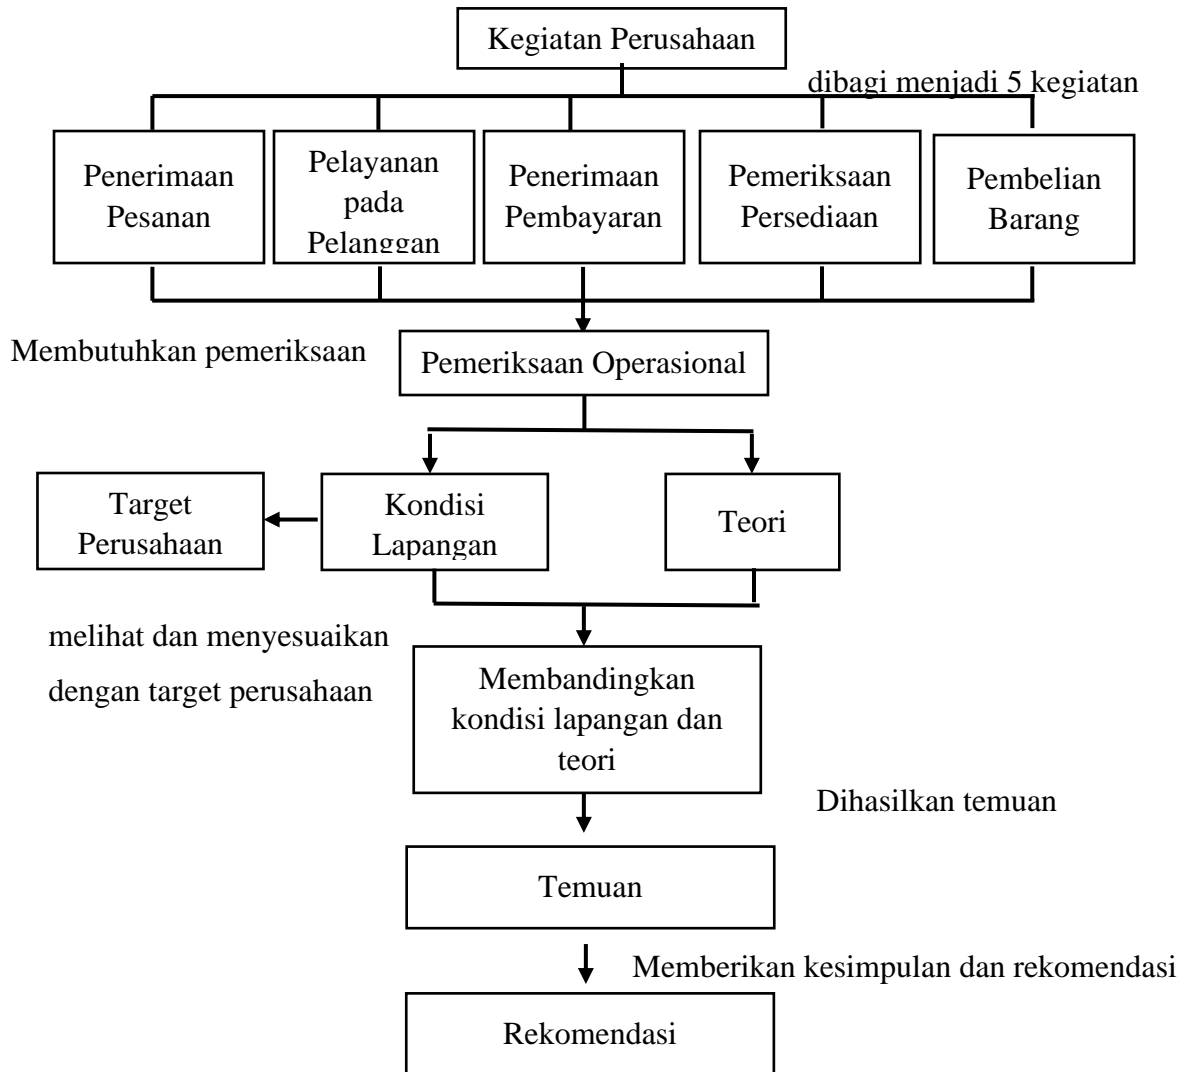 Kegiatan Perusahaan
dibagi menjadi 5 kegiatan
Penerimaan
Pesanan
Pelayanan
pada
Pelanggan
Penerimaan
Pembayaran
Pemeriksaan
Persediaan
Pembelian
Barang
Membutuhkan pemeriksaan
Pemeriksaan Operasional
Target
Perusahaan
Kondisi
Lapangan
Teori
melihat dan menyesuaikan
dengan target perusahaan
Membandingkan
kondisi lapangan dan
teori
Dihasilkan temuan
Temuan
Memberikan kesimpulan dan rekomendasi
Rekomendasi